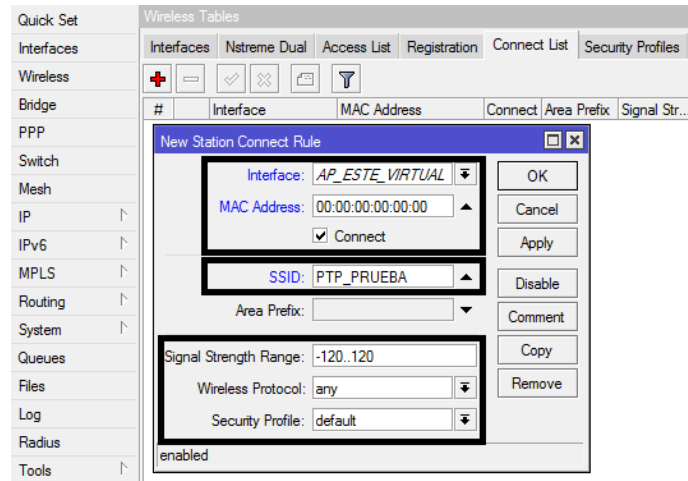 Quick Set
Interfaces
Wireless
Bridge
PPP
Switch
Mesh
IP
IPv6
MPLS
Routing
System
Queues
Files
Log
Radius
Tools
Wireless Tables
Interfaces Nstreme Dual Access List Registration Connect List Security Profiles
# Interface MAC Address Connect Area Prefix Signal Str...
New Station Connect Rule
Interface: AP_ESTE_VIRTUAL
MAC Address: 00:00:00:00:00:00
Connect
SSID: PTP_PRUEBA
Area Prefix:
Signal Strength Range: -120..120
Wireless Protocol: any
Security Profile: default
enabled
OK
Cancel
Apply
Disable
Comment
Copy
Remove